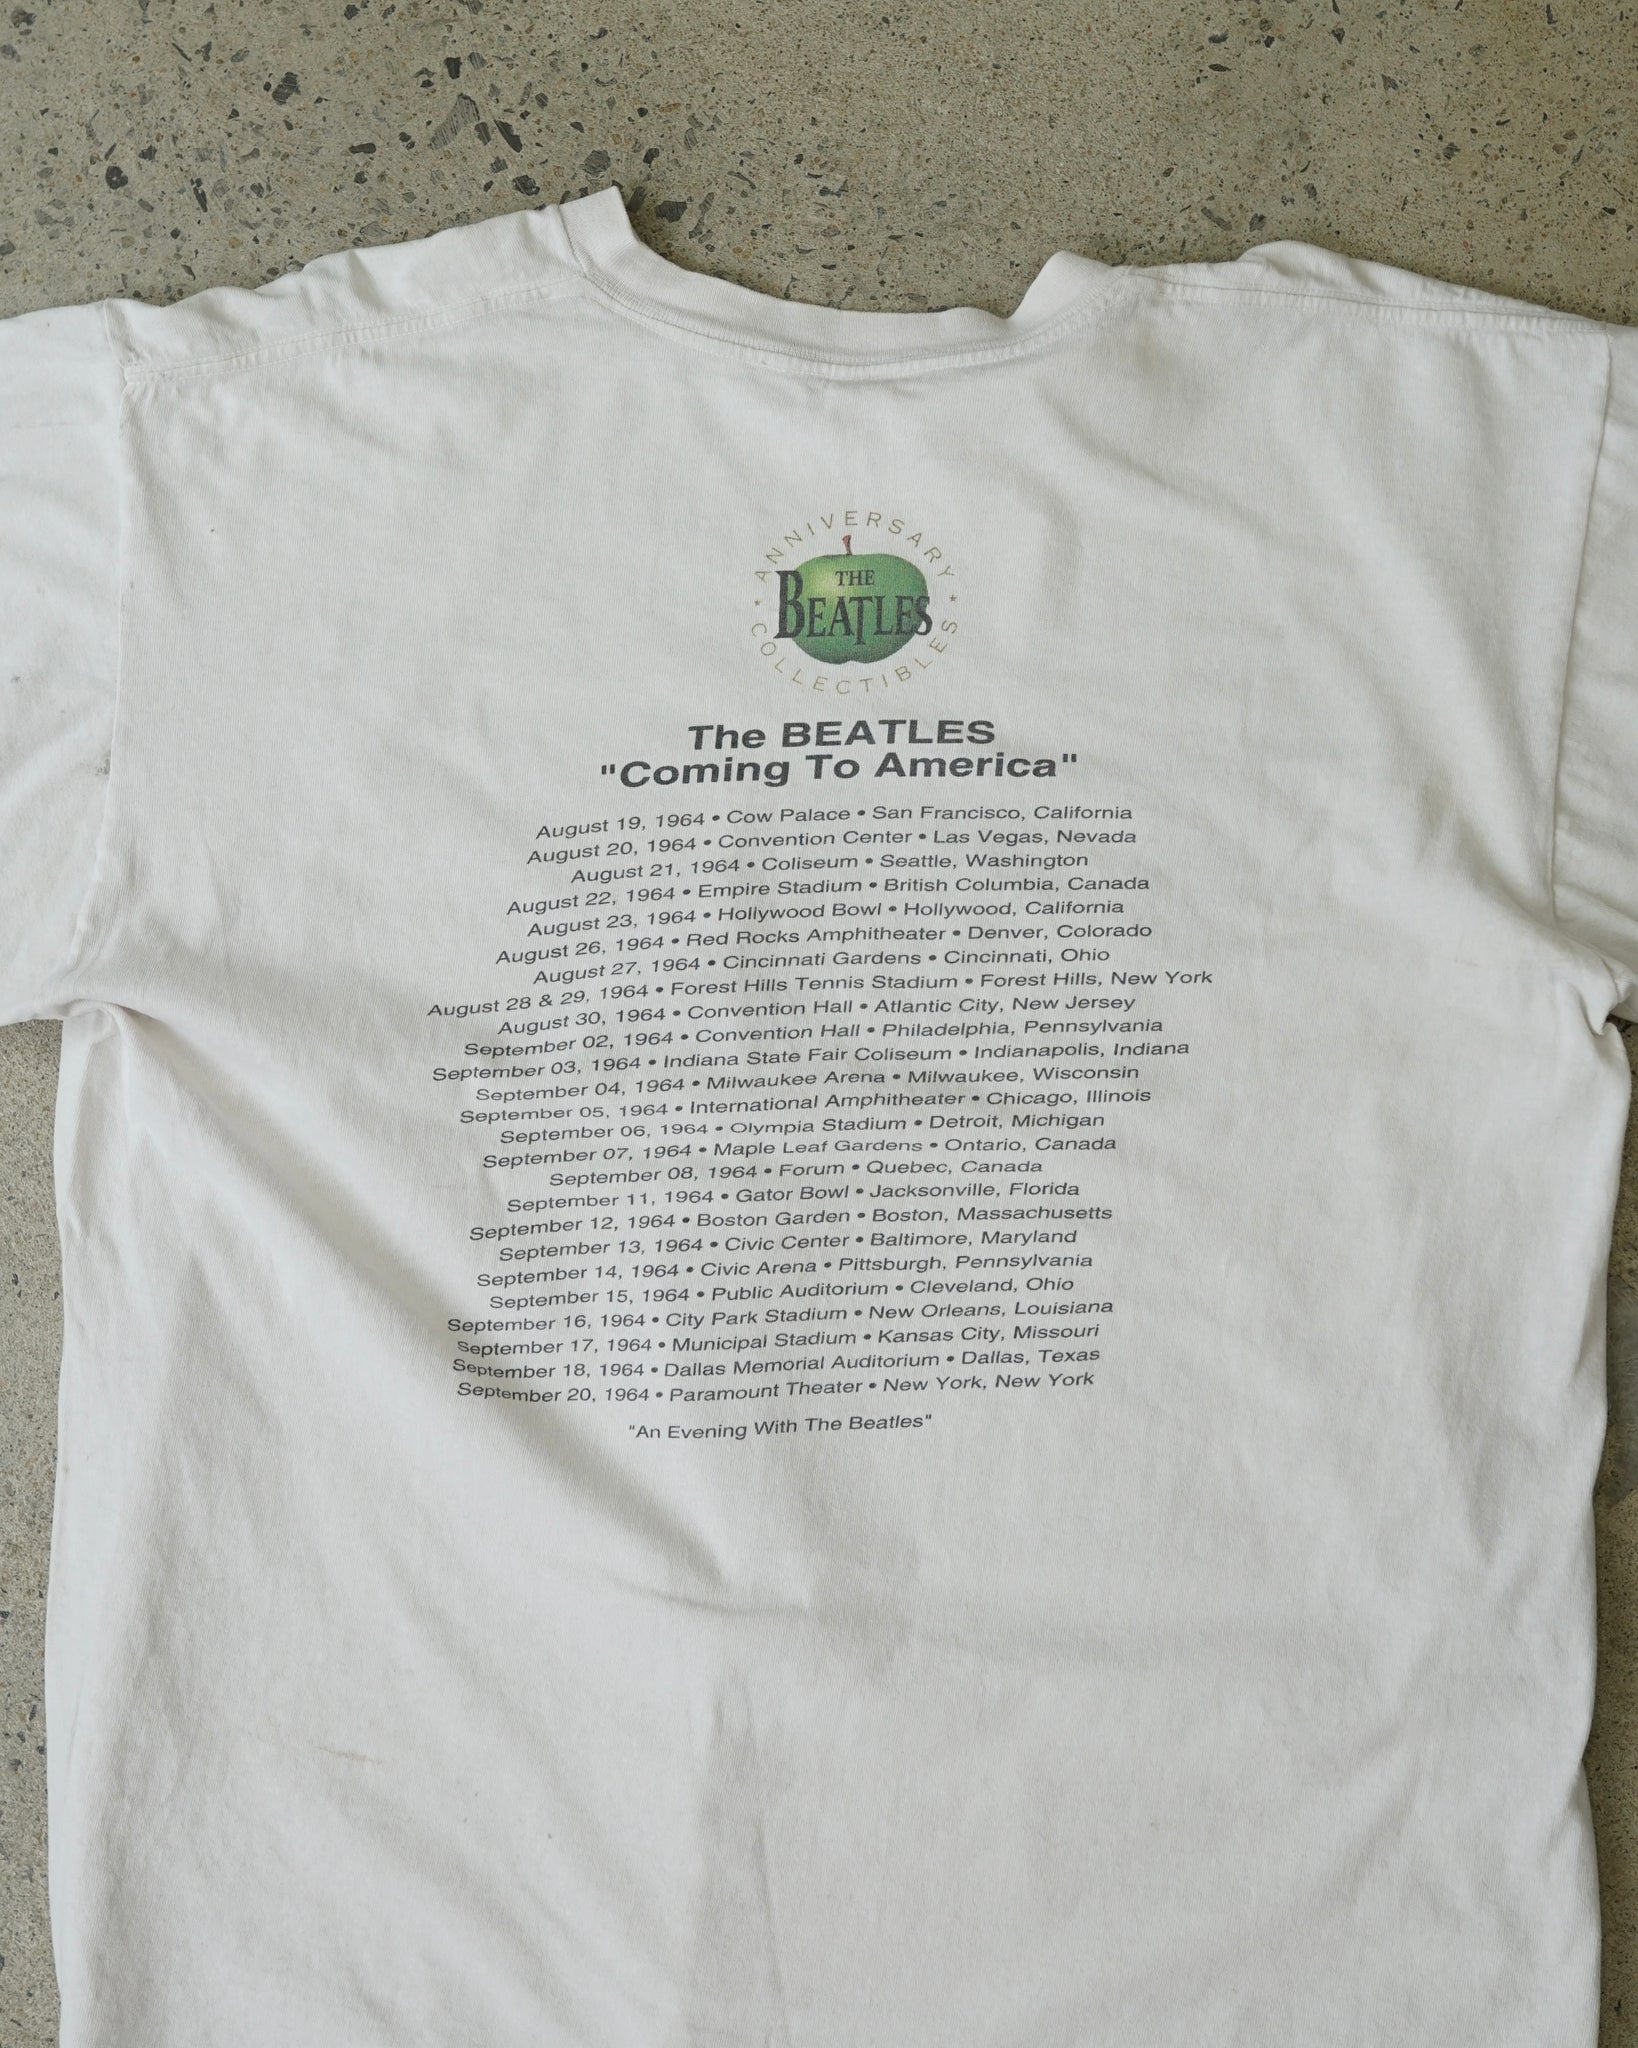 ANNIVERSARY
THE
BEATLES
COLLECTIBLES
The BEATLES
"Coming To America"
August 19, 1964 • Cow Palace • San Francisco, California
August 20, 1964 • Convention Center • Las Vegas, Nevada
August 21, 1964 • Coliseum • Seattle, Washington
August 22, 1964 • Empire Stadium • British Columbia, Canada
August 23, 1964 • Hollywood Bowl • Hollywood, California
August 26, 1964 • Red Rocks Amphitheater • Denver, Colorado
August 27, 1964 • Cincinnati Gardens • Cincinnati, Ohio
August 28 & 29, 1964 • Forest Hills Tennis Stadium • Forest Hills, New York
August 30, 1964 • Convention Hall • Atlantic City, New Jersey
September 02, 1964 • Convention Hall • Philadelphia, Pennsylvania
September 03, 1964 • Indiana State Fair Coliseum • Indianapolis, Indiana
September 04, 1964 • Milwaukee Arena • Milwaukee, Wisconsin
September 05, 1964 • International Amphitheater • Chicago, Illinois
September 06, 1964 • Olympia Stadium • Detroit, Michigan
September 07, 1964 • Maple Leaf Gardens • Ontario, Canada
September 08, 1964 • Forum • Quebec, Canada
September 11, 1964 • Gator Bowl • Jacksonville, Florida
September 12, 1964 • Boston Garden • Boston, Massachusetts
September 13, 1964 • Civic Center • Baltimore, Maryland
September 14, 1964 • Civic Arena • Pittsburgh, Pennsylvania
September 15, 1964 • Public Auditorium • Cleveland, Ohio
September 16, 1964 • City Park Stadium • New Orleans, Louisiana
September 17, 1964 • Municipal Stadium • Kansas City, Missouri
September 18, 1964 • Dallas Memorial Auditorium • Dallas, Texas
September 20, 1964 • Paramount Theater • New York, New York
"An Evening With The Beatles"